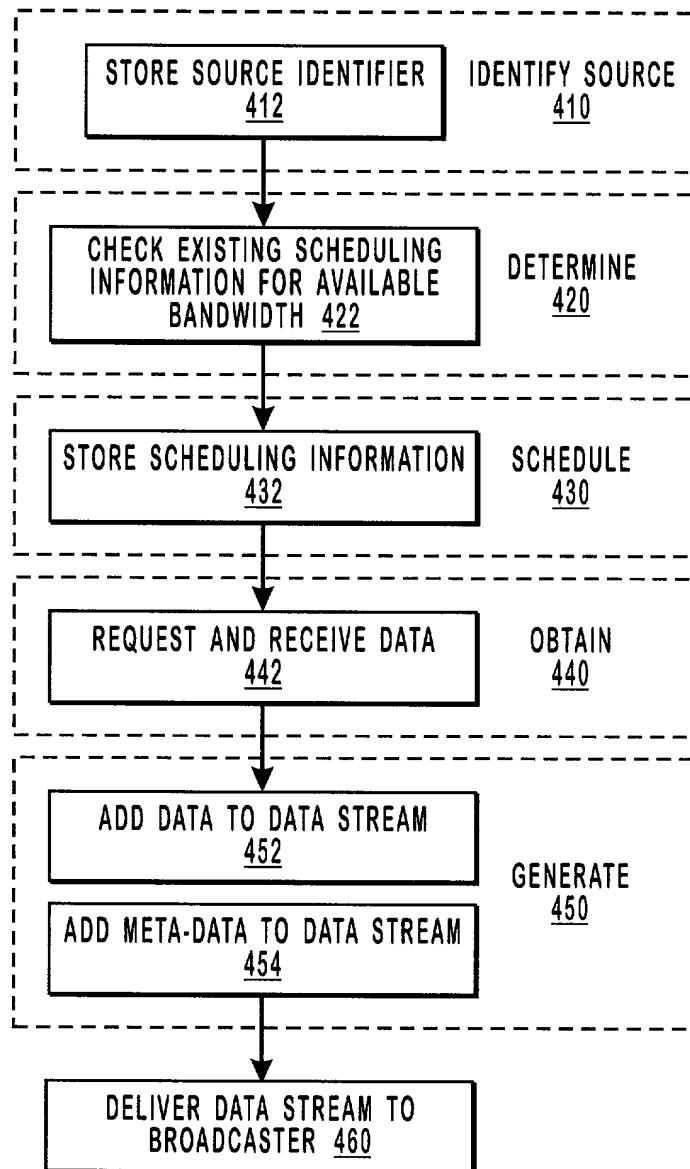 STORE SOURCE IDENTIFIER
412
IDENTIFY SOURCE
410
CHECK EXISTING SCHEDULING
INFORMATION FOR AVAILABLE
BANDWIDTH 422
DETERMINE
420
STORE SCHEDULING INFORMATION
432
SCHEDULE
430
REQUEST AND RECEIVE DATA
442
OBTAIN
440
ADD DATA TO DATA STREAM
452
ADD META-DATA TO DATA STREAM
454
GENERATE
450
DELIVER DATA STREAM TO
BROADCASTER 460